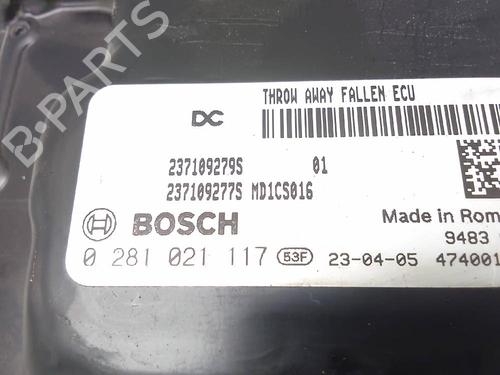 B-PARTS
THROW AWAY FALLEN ECU
DC
237109279S 01
237109277S MD1CS016
BOSCH
Made in Rom
0 281 021 117 53F 23-04-05 474001
9483